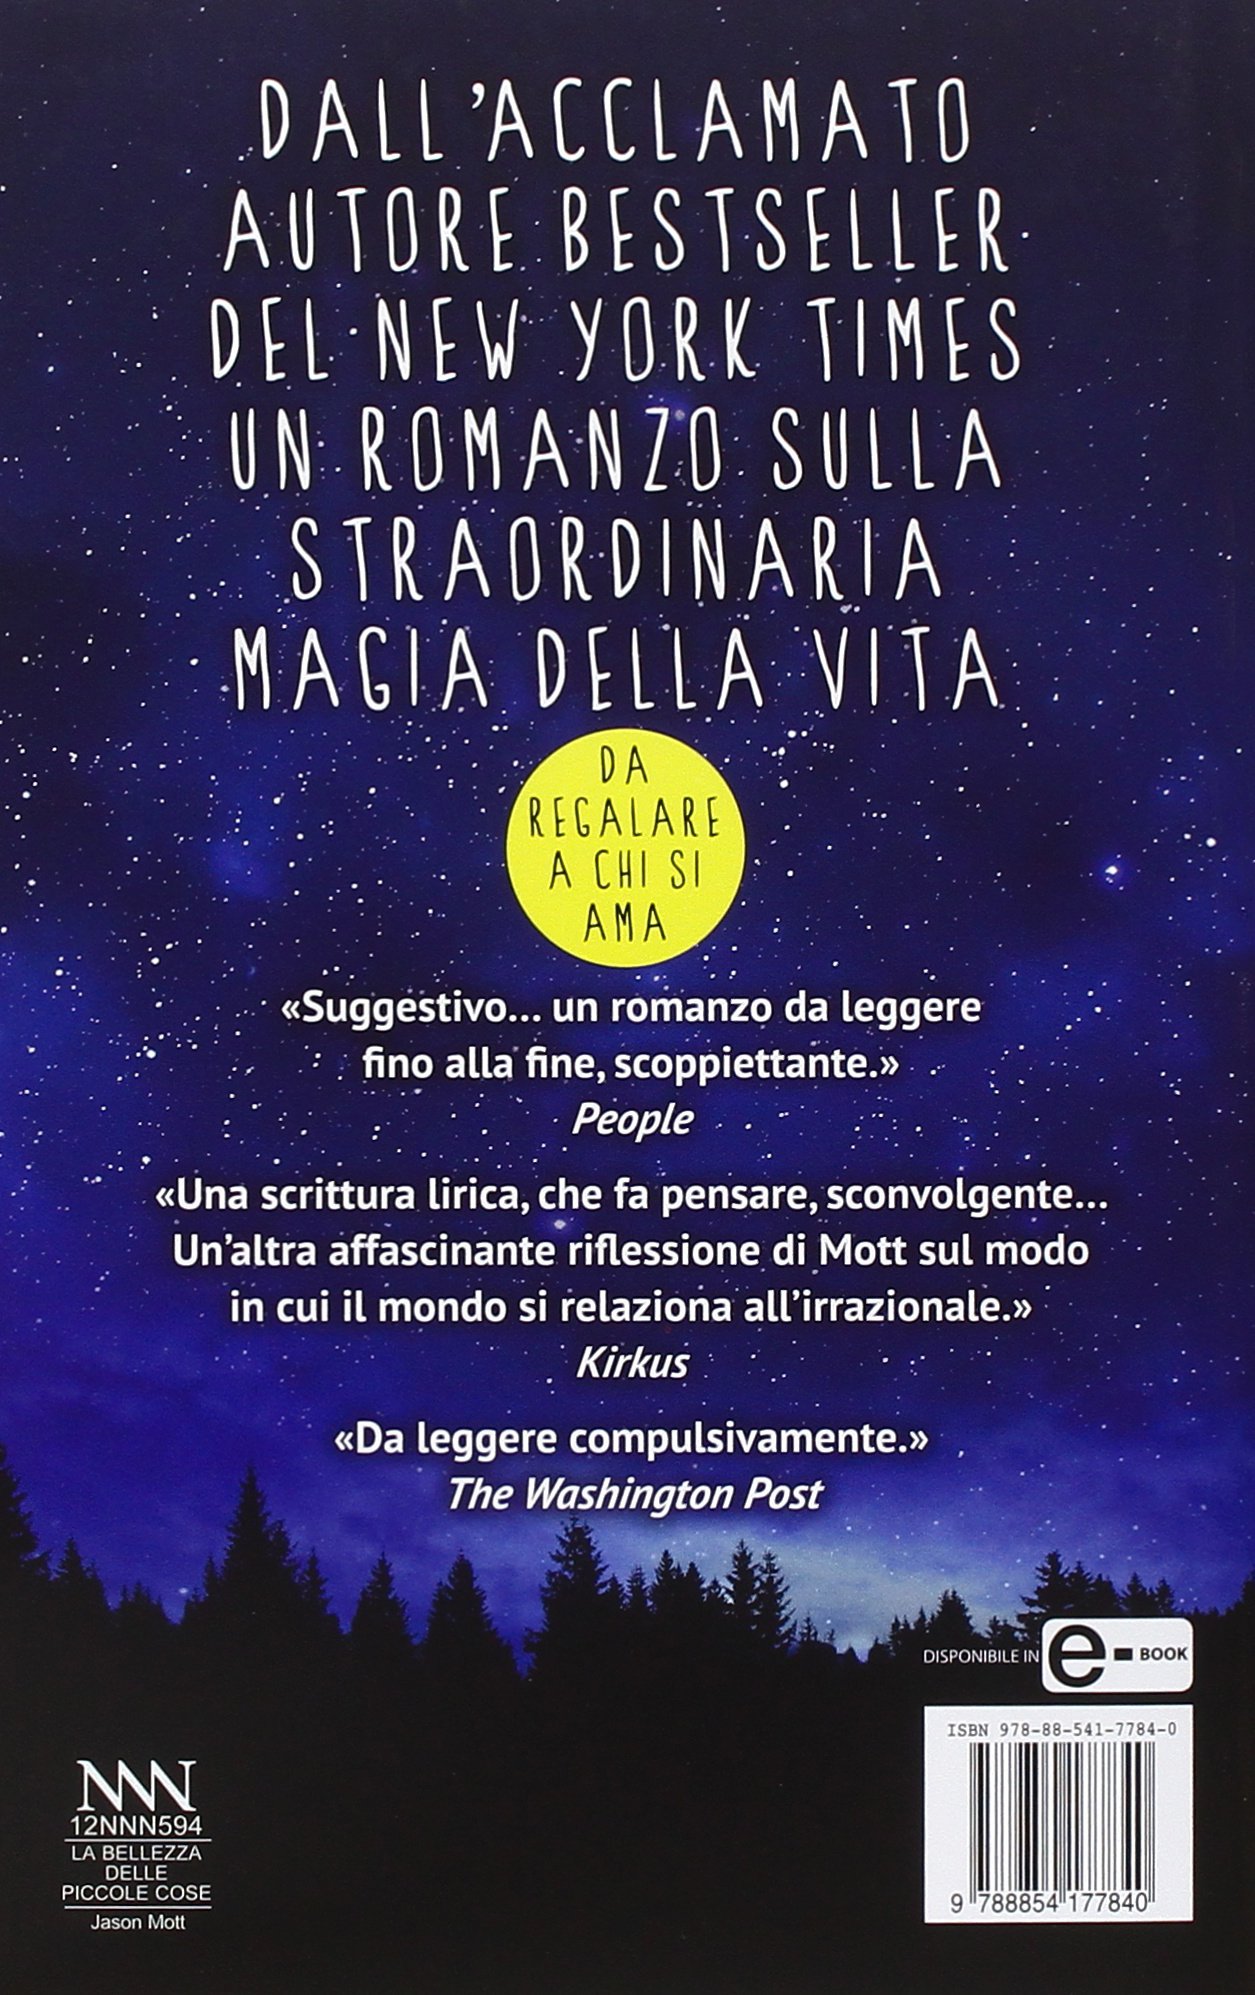 DALL'ACCLAMATO
AUTORE BESTSELLER
DEL NEW YORK TIMES
UN ROMANZO SULLA
STRAORDINARIA
MAGIA DELLA VITA
DA
REGALARE
A CHI SI
AMA
«Suggestivo... un romanzo da leggere
fino alla fine, scoppiettante.»
People
«Una scrittura lirica, che fa pensare, sconvolgente...
Un'altra affascinante riflessione di Mott sul modo
in cui il mondo si relaziona all'irrazionale.»
Kirkus
«Da leggere compulsivamente.»
The Washington Post
DISPONIBILE IN e-BOOK
ISBN 978-88-541-7784-0
9 788854 177840
NNN
12NNN594
LA BELLEZZA
DELLE
PICCOLE COSE
Jason Mott